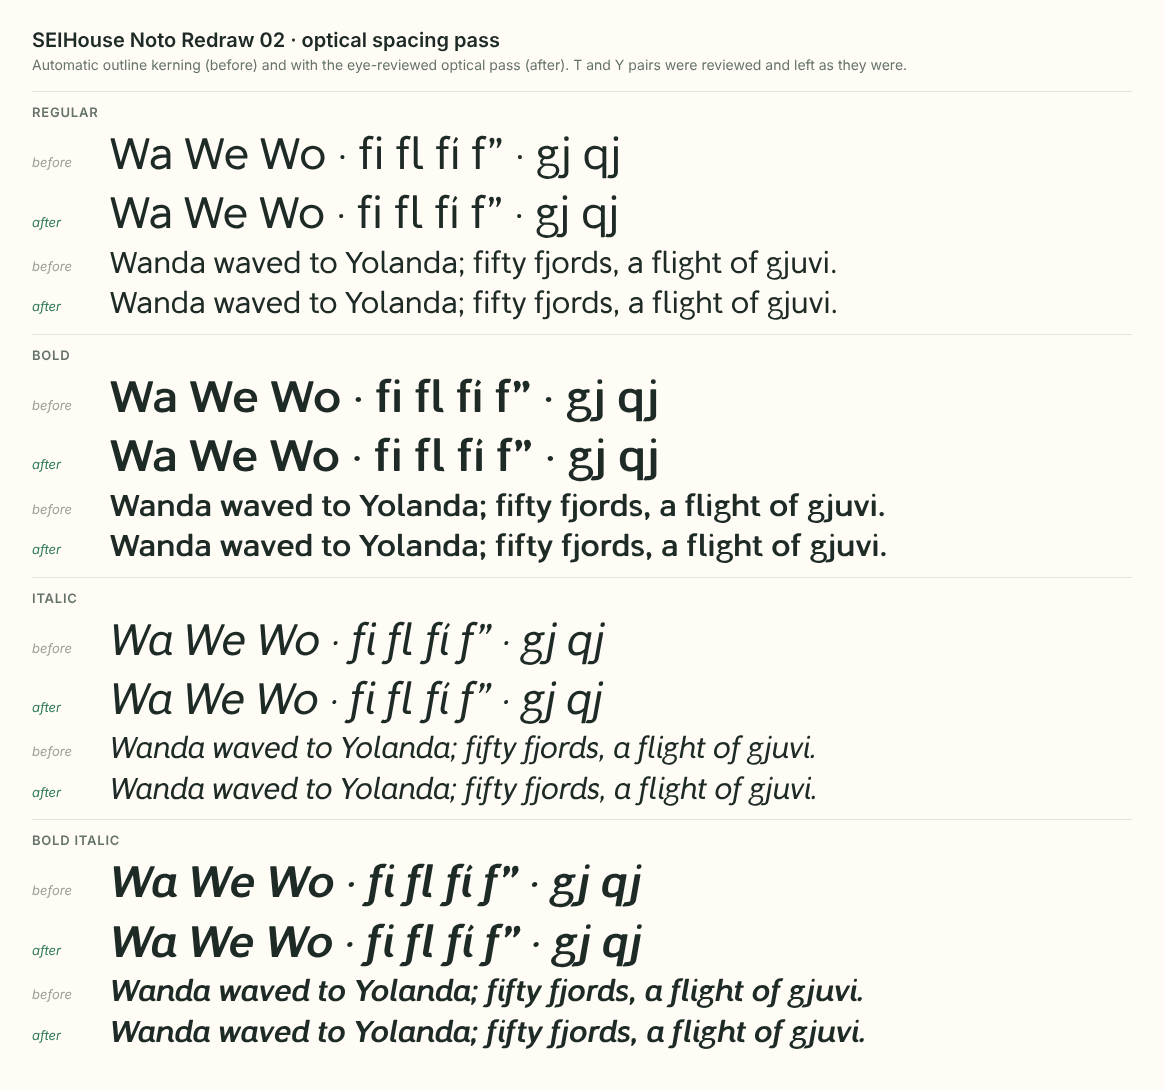 SEIHouse Noto Redraw 02 · optical spacing pass
Automatic outline kerning (before) and with the eye-reviewed optical pass (after). T and Y pairs were reviewed and left as they were.
REGULAR
before Wa We Wo · fi fl fí f” · gj qj
after Wa We Wo · fi fl fí f” · gj qj
before Wanda waved to Yolanda; fifty fjords, a flight of gjuvi.
after Wanda waved to Yolanda; fifty fjords, a flight of gjuvi.
BOLD
before Wa We Wo · fi fl fí f” · gj qj
after Wa We Wo · fi fl fí f” · gj qj
before Wanda waved to Yolanda; fifty fjords, a flight of gjuvi.
after Wanda waved to Yolanda; fifty fjords, a flight of gjuvi.
ITALIC
before Wa We Wo · fi fl fí f” · gj qj
after Wa We Wo · fi fl fí f” · gj qj
before Wanda waved to Yolanda; fifty fjords, a flight of gjuvi.
after Wanda waved to Yolanda; fifty fjords, a flight of gjuvi.
BOLD ITALIC
before Wa We Wo · fi fl fí f” · gj qj
after Wa We Wo · fi fl fí f” · gj qj
before Wanda waved to Yolanda; fifty fjords, a flight of gjuvi.
after Wanda waved to Yolanda; fifty fjords, a flight of gjuvi.